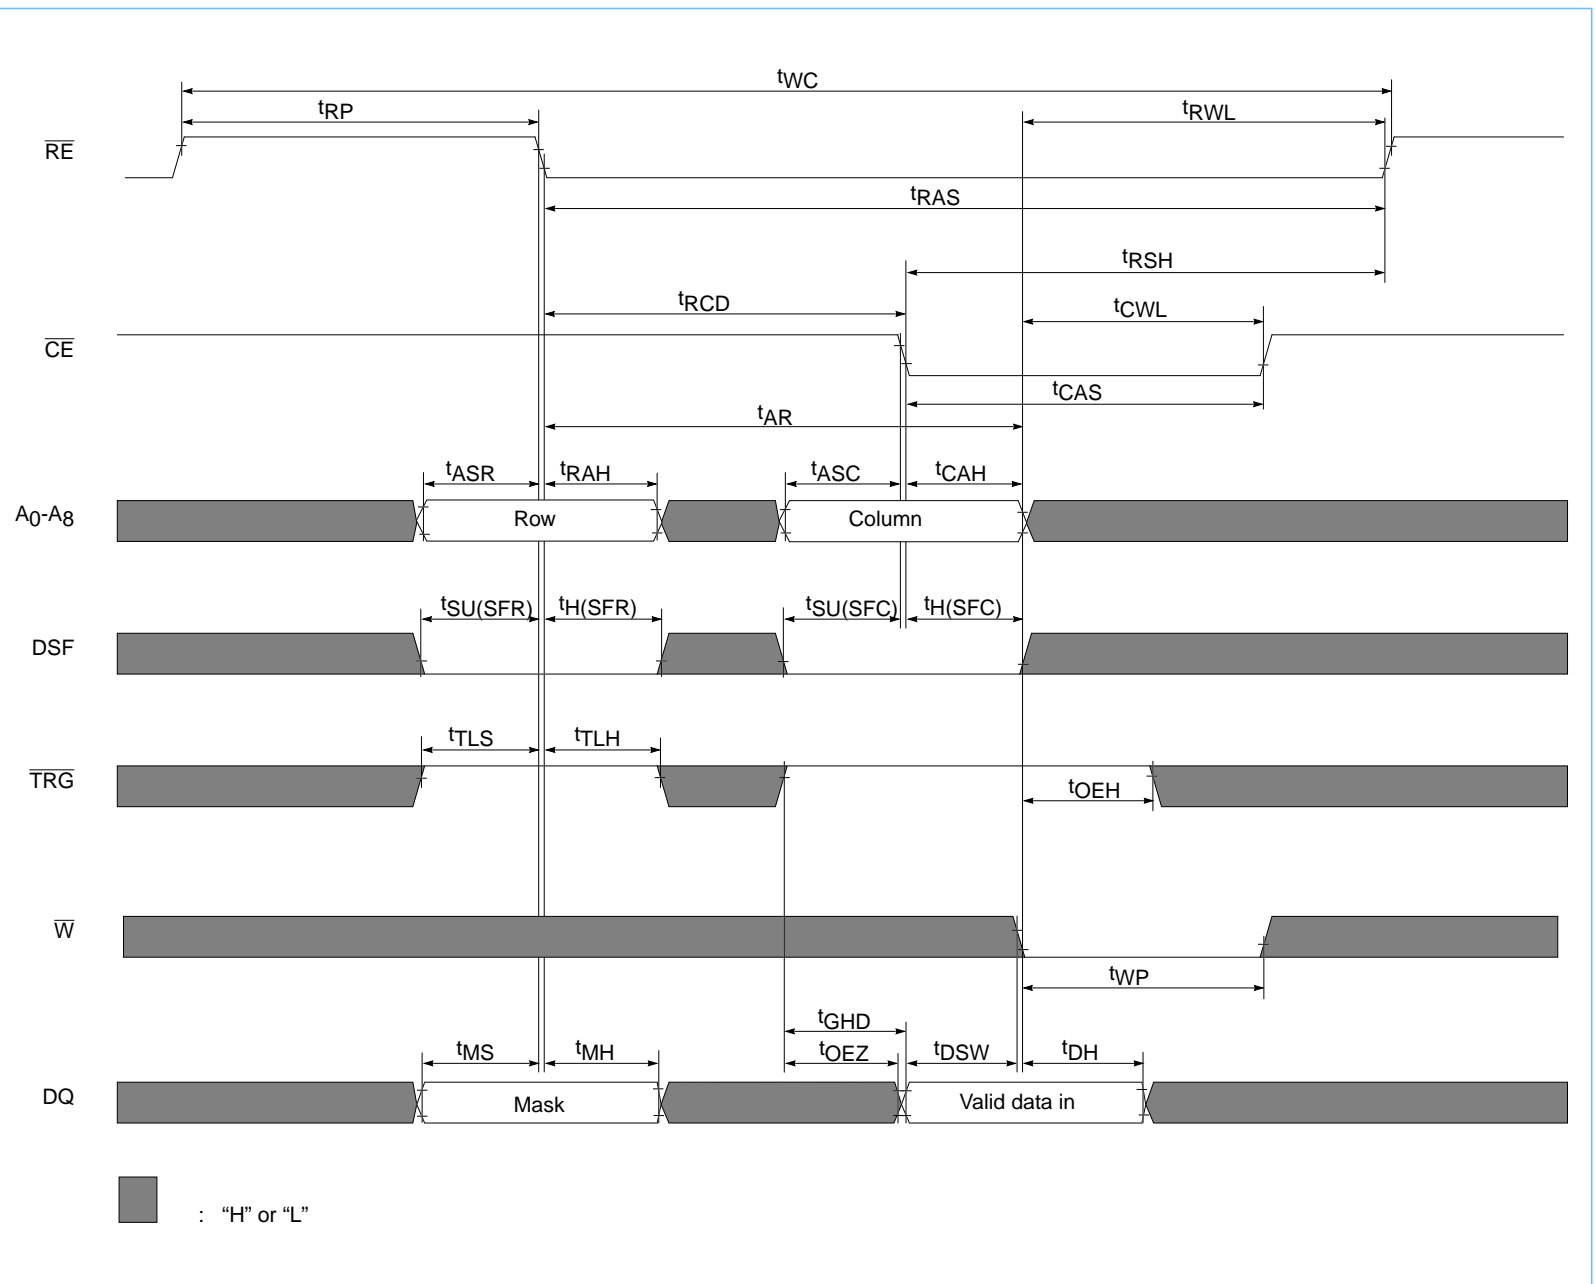 tWC
tRP
tRWL
RE
tRAS
tRSH
tRCD
tCWL
CE
tCAS
tAR
tASR
tRAH
tASC
tCAH
A0-A8
Row
Column
tSU(SFR)
tH(SFR)
tSU(SFC)
tH(SFC)
DSF
tTLS
tTLH
TRG
tOEH
W
tWP
tGHD
tMS
tMH
tOEZ
tDSW
tDH
DQ
Mask
Valid data in
: “H” or “L”